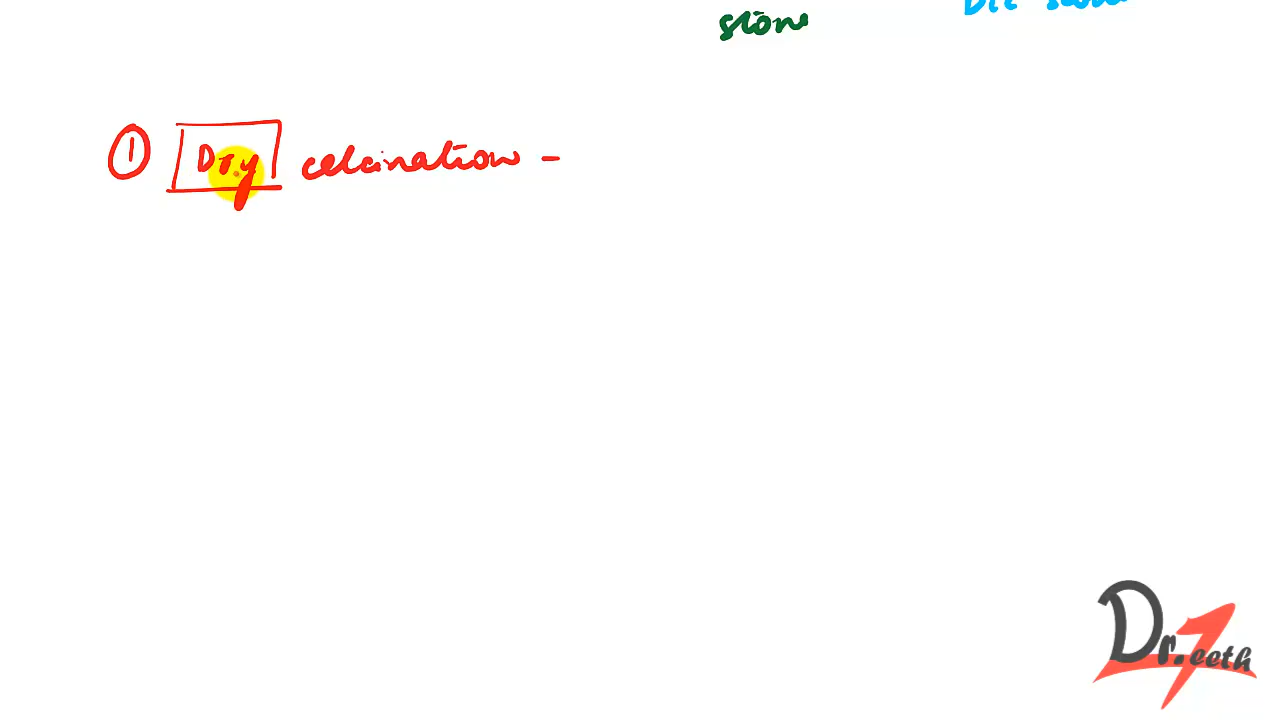 stone
① Dry calcination -
Dr. Teeth